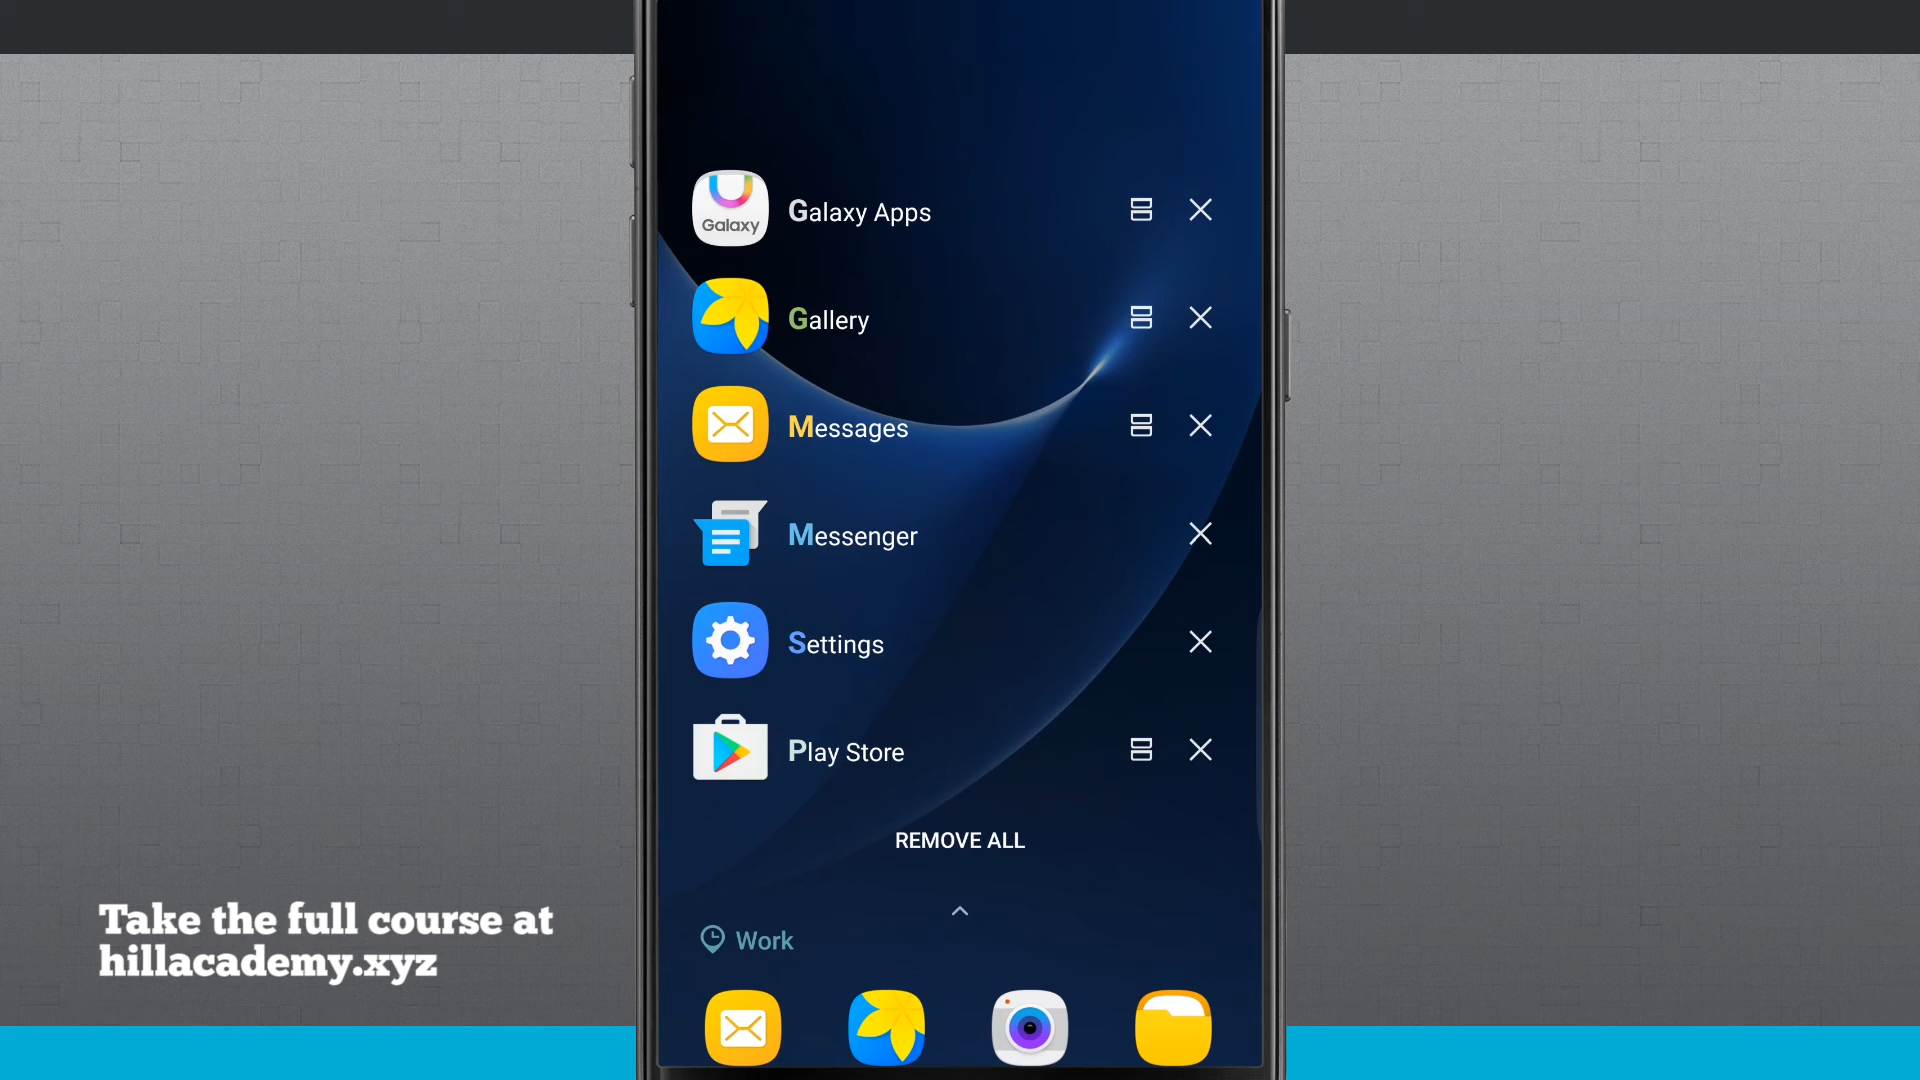 Galaxy
Galaxy Apps
Gallery
Messages
Messenger
Settings
Play Store
REMOVE ALL
Work
Take the full course at
hillacademy.xyz